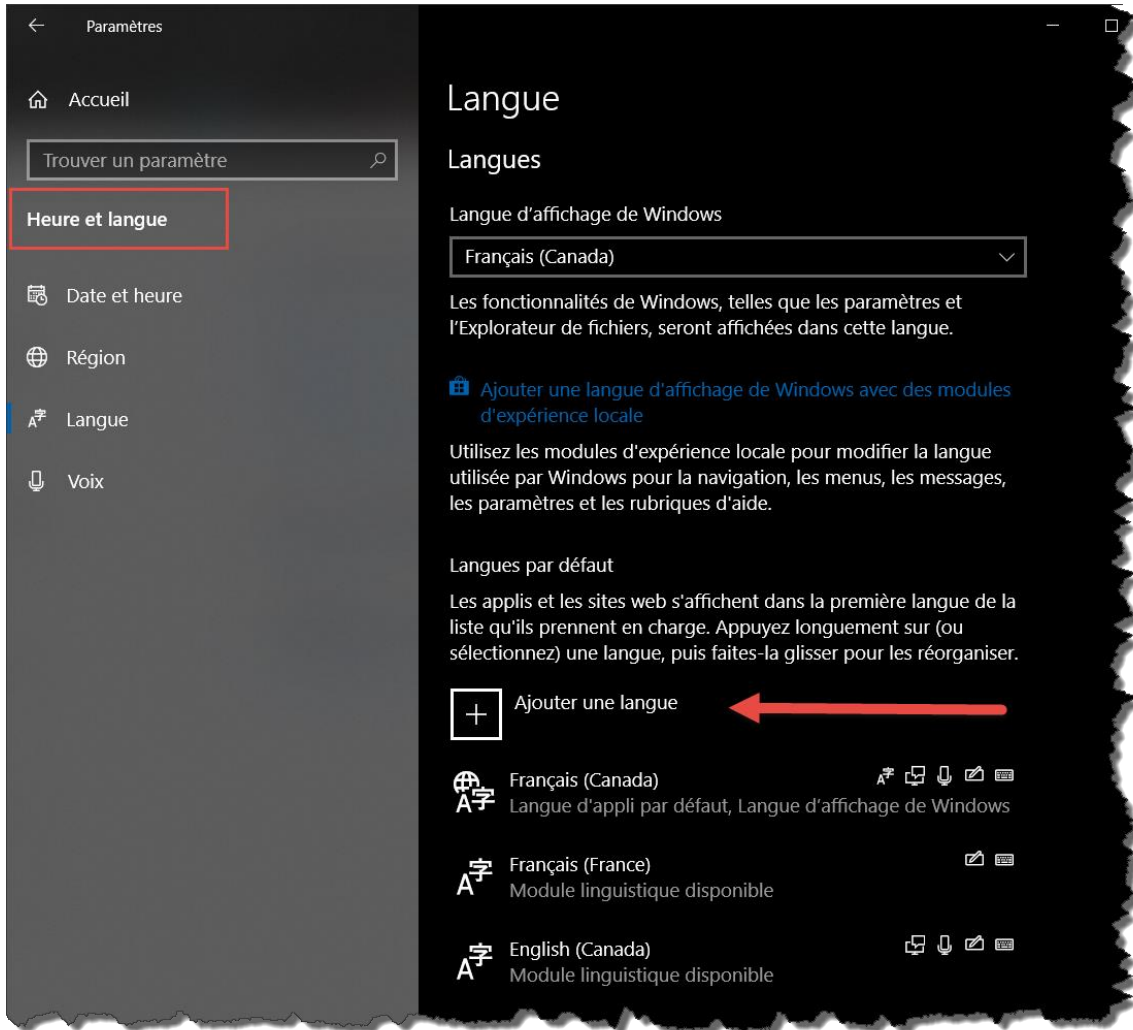 Paramètres
Accueil
Trouver un paramètre
Heure et langue
Date et heure
Région
Langue
Voix
Langue
Langues
Langue d’affichage de Windows
Français (Canada)
Les fonctionnalités de Windows, telles que les paramètres et
l’Explorateur de fichiers, seront affichées dans cette langue.
Ajouter une langue d'affichage de Windows avec des modules
d'expérience locale
Utilisez les modules d'expérience locale pour modifier la langue
utilisée par Windows pour la navigation, les menus, les messages,
les paramètres et les rubriques d'aide.
Langues par défaut
Les applis et les sites web s'affichent dans la première langue de la
liste qu'ils prennent en charge. Appuyez longuement sur (ou
sélectionnez) une langue, puis faites-la glisser pour les réorganiser.
Ajouter une langue
Français (Canada)
Langue d'appli par défaut, Langue d’affichage de Windows
Français (France)
Module linguistique disponible
English (Canada)
Module linguistique disponible